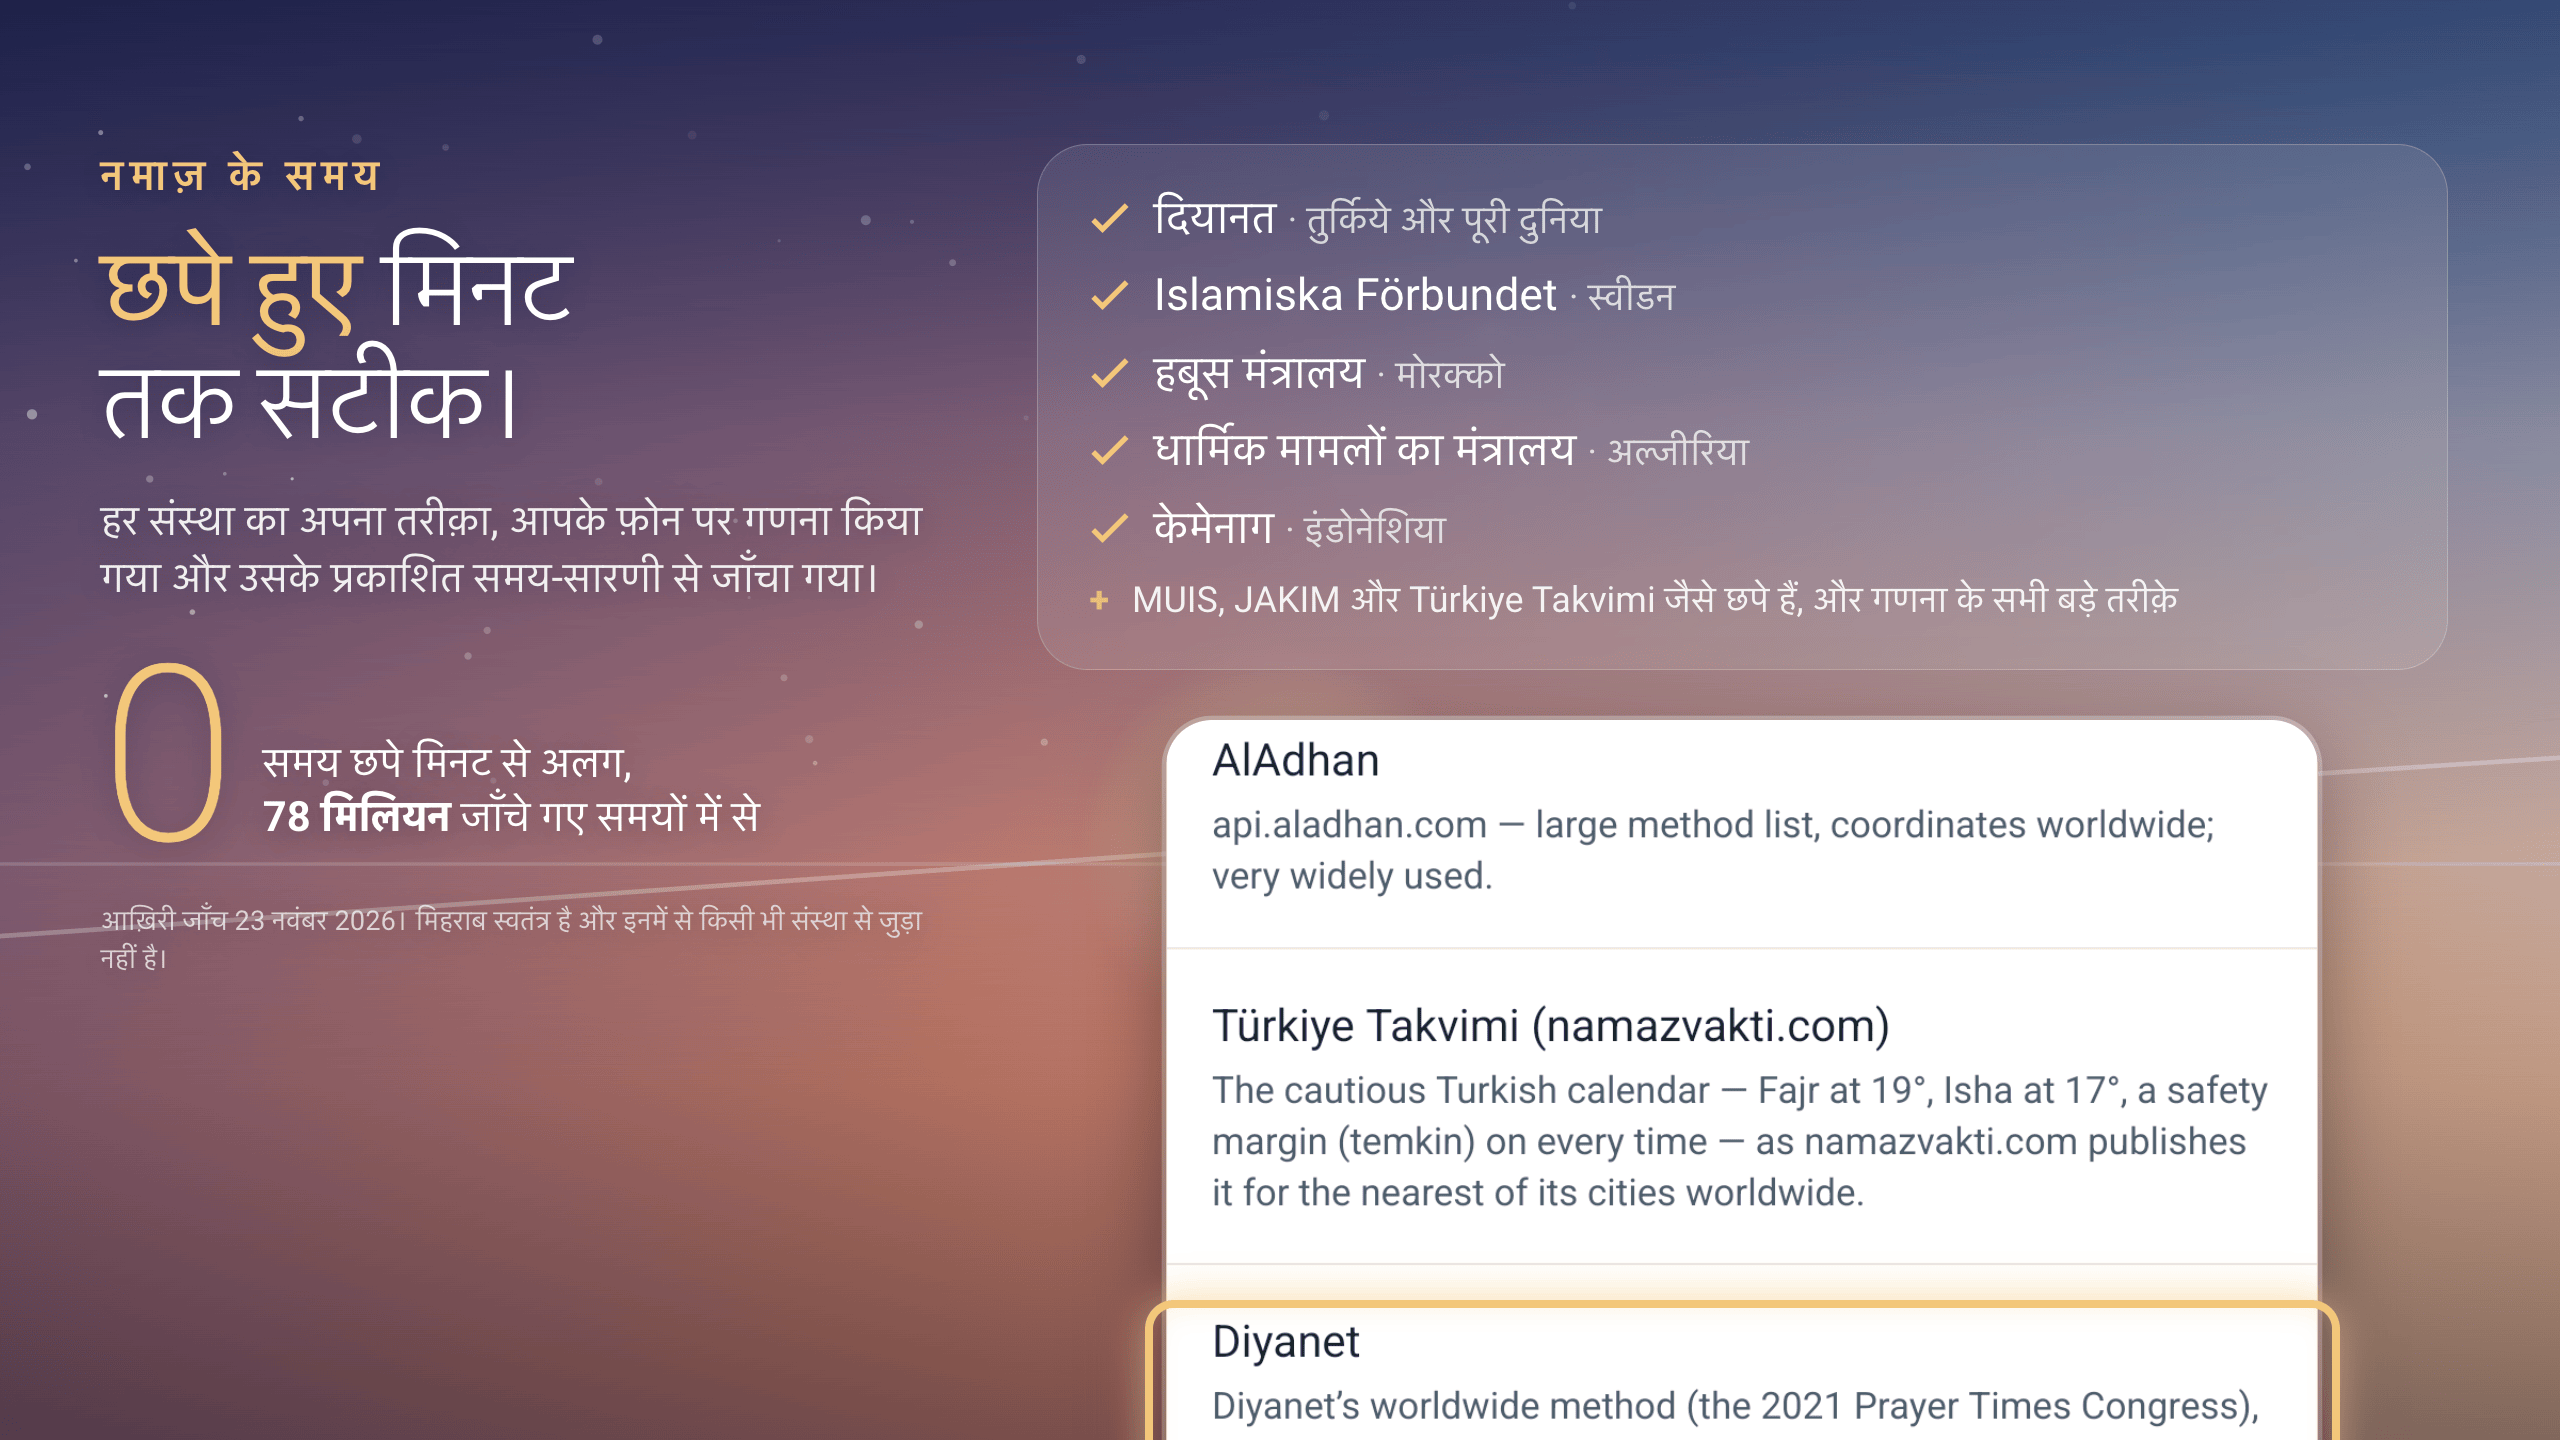 नमाज़ के समय
छपे हुए मिनट
तक सटीक।
हर संस्था का अपना तरीक़ा, आपके फ़ोन पर गणना किया
गया और उसके प्रकाशित समय-सारणी से जाँचा गया।
0
समय छपे मिनट से अलग,
78 मिलियन जाँचे गए समयों में से
आख़िरी जाँच 23 नवंबर 2026। मिहराब स्वतंत्र है और इनमें से किसी भी संस्था से जुड़ा
नहीं है।
दियानत · तुर्किये और पूरी दुनिया
Islamiska Förbundet · स्वीडन
हबूस मंत्रालय · मोरक्को
धार्मिक मामलों का मंत्रालय · अल्जीरिया
केमेनाग · इंडोनेशिया
+ MUIS, JAKIM और Türkiye Takvimi जैसे छपे हैं, और गणना के सभी बड़े तरीक़े
AlAdhan
api.aladhan.com — large method list, coordinates worldwide;
very widely used.
Türkiye Takvimi (namazvakti.com)
The cautious Turkish calendar — Fajr at 19°, Isha at 17°, a safety
margin (temkin) on every time — as namazvakti.com publishes
it for the nearest of its cities worldwide.
Diyanet
Diyanet’s worldwide method (the 2021 Prayer Times Congress),